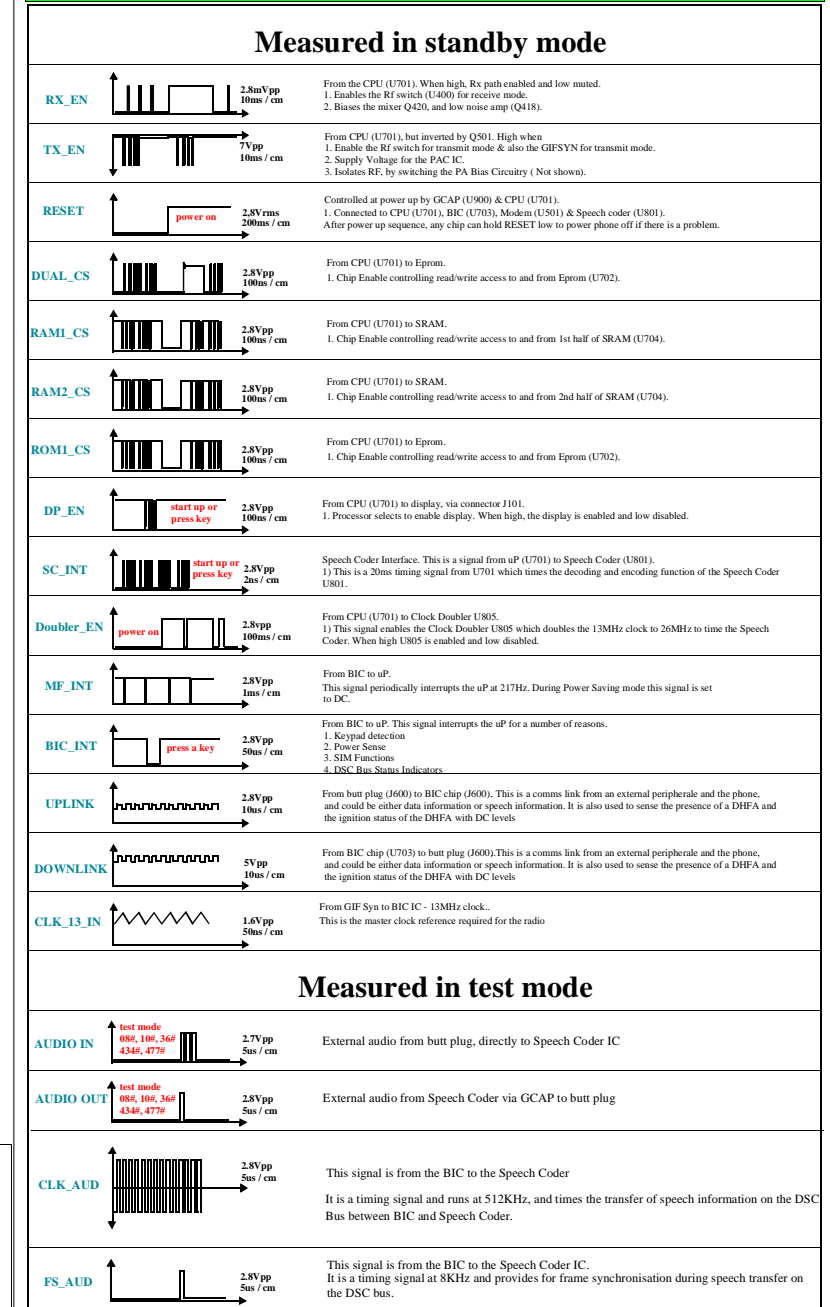 Measured in standby mode
RX_EN
2.8mVpp
10ms / cm
From the CPU (U701). When high, Rx path enabled and low muted.
1. Enables the Rf switch (U400) for receive mode.
2. Biases the mixer Q420, and low noise amp (Q418).
TX_EN
7Vpp
10ms / cm
From CPU (U701), but inverted by Q501. High when
1. Enable the Rf switch for transmit mode & also the GIFSYN for transmit mode.
2. Supply Voltage for the PAC IC.
3. Isolates RF, by switching the PA Bias Circuitry ( Not shown).
RESET
power on
2,8Vrms
200ms / cm
Controlled at power up by GCAP (U900) & CPU (U701).
1. Connected to CPU (U701), BIC (U703), Modem (U501) & Speech coder (U801).
After power up sequence, any chip can hold RESET low to power phone off if there is a problem.
DUAL_CS
2.8Vpp
100ns / cm
From CPU (U701) to Eprom.
1. Chip Enable controlling read/write access to and from Eprom (U702).
RAM1_CS
2.8Vpp
100ns / cm
From CPU (U701) to SRAM.
1. Chip Enable controlling read/write access to and from 1st half of SRAM (U704).
RAM2_CS
2.8Vpp
100ns / cm
From CPU (U701) to SRAM.
1. Chip Enable controlling read/write access to and from 2nd half of SRAM (U704).
ROM1_CS
2.8Vpp
100ns / cm
From CPU (U701) to Eprom.
1. Chip Enable controlling read/write access to and from Eprom (U702).
DP_EN
start up or
press key
2.8Vpp
100ns / cm
From CPU (U701) to display, via connector J101.
1. Processor selects to enable display. When high, the display is enabled and low disabled.
SC_INT
start up or
press key
2.8Vpp
2ns / cm
Speech Coder Interface. This is a signal from uP (U701) to Speech Coder (U801).
1) This is a 20ms timing signal from U701 which times the decoding and encoding function of the Speech Coder
U801.
Doubler_EN
power on
2.8vpp
100ms / cm
From CPU (U701) to Clock Doubler U805.
1) This signal enables the Clock Doubler U805 which doubles the 13MHz clock to 26MHz to time the Speech
Coder. When high U805 is enabled and low disabled.
MF_INT
2.8Vpp
1ms / cm
From BIC to uP.
This signal periodically interrupts the uP at 217Hz. During Power Saving mode this signal is set
to DC.
BIC_INT
press a key
2.8Vpp
50us / cm
From BIC to uP. This signal interrupts the uP for a number of reasons.
1. Keypad detection
2. Power Sense
3. SIM Functions
4. DSC Bus Status Indicators
UPLINK
2.8Vpp
10us / cm
From butt plug (J600) to BIC chip (J600). This is a comms link from an external peripherale and the phone,
and could be either data information or speech information. It is also used to sense the presence of a DHFA and
the ignition status of the DHFA with DC levels
DOWNLINK
5Vpp
10us / cm
From BIC chip (U703) to butt plug (J600).This is a comms link from an external peripherale and the phone,
and could be either data information or speech information. It is also used to sense the presence of a DHFA and
the ignition status of the DHFA with DC levels
CLK_13_IN
1.6Vpp
50ns / cm
From GIF Syn to BIC IC - 13MHz clock..
This is the master clock reference required for the radio
Measured in test mode
AUDIO IN
test mode
08#, 10#, 36#
434#, 477#
2.7Vpp
5us / cm
External audio from butt plug, directly to Speech Coder IC
AUDIO OUT
test mode
08#, 10#, 36#
434#, 477#
2.8Vpp
5us / cm
External audio from Speech Coder via GCAP to butt plug
CLK_AUD
2.8Vpp
5us / cm
This signal is from the BIC to the Speech Coder
It is a timing signal and runs at 512KHz, and times the transfer of speech information on the DSC
Bus between BIC and Speech Coder.
FS_AUD
2.8Vpp
5us / cm
This signal is from the BIC to the Speech Coder IC.
It is a timing signal at 8KHz and provides for frame synchronisation during speech transfer on
the DSC bus.